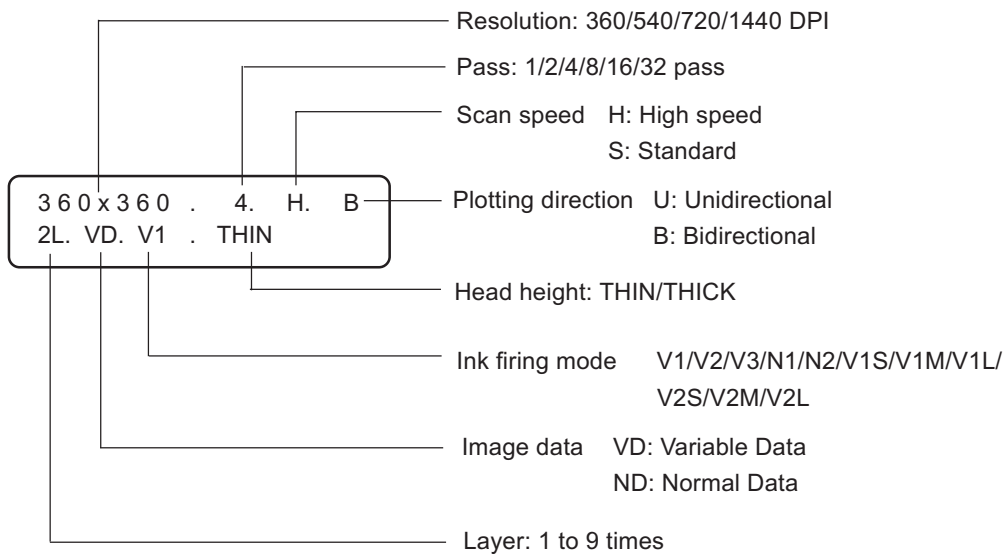 Resolution: 360/540/720/1440 DPI
Pass: 1/2/4/8/16/32 pass
Scan speed H: High speed
S: Standard
360x360 . 4. H. B
2L. VD. V1 . THIN
Plotting direction U: Unidirectional
B: Bidirectional
Head height: THIN/THICK
Ink firing mode V1/V2/V3/N1/N2/V1S/V1M/V1L/
V2S/V2M/V2L
Image data VD: Variable Data
ND: Normal Data
Layer: 1 to 9 times